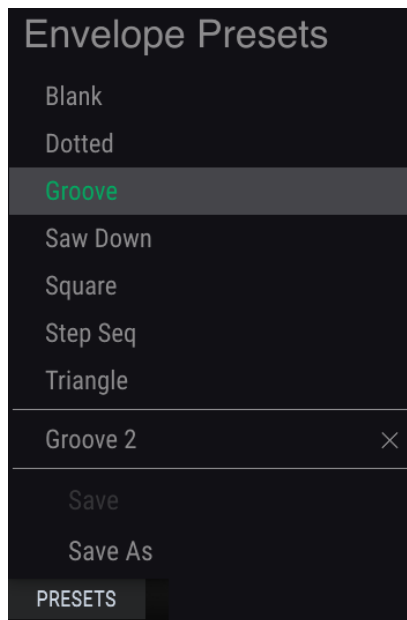 Envelope Presets
Blank
Dotted
Groove
Saw Down
Square
Step Seq
Triangle
Groove 2
Save
Save As
PRESETS